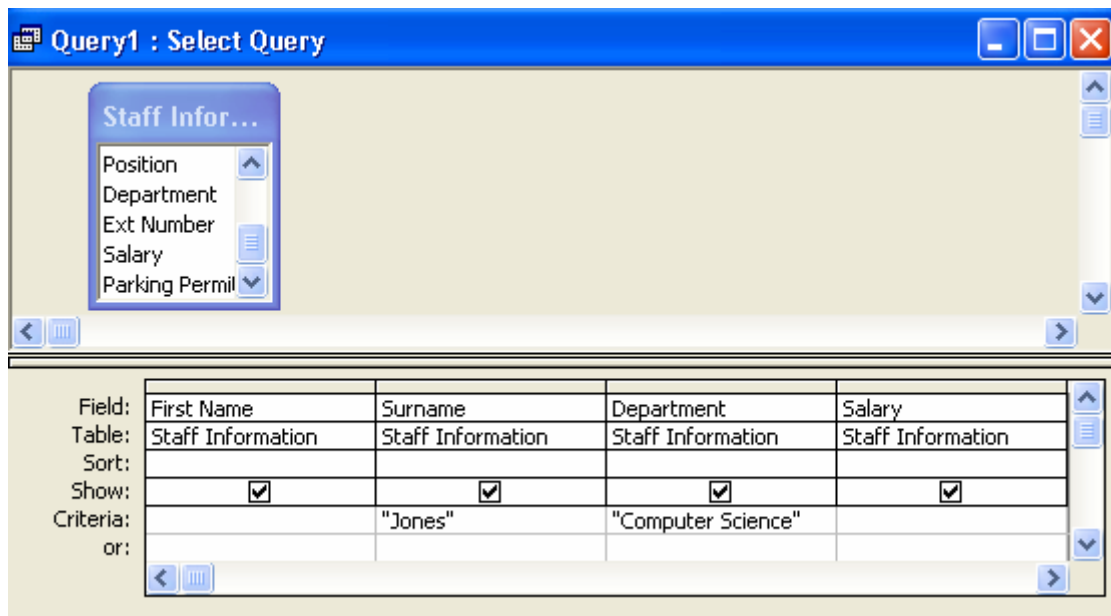 Query1 : Select Query
Staff Infor...
Position
Department
Ext Number
Salary
Parking Permi
Field: First Name Surname Department Salary
Table: Staff Information Staff Information Staff Information Staff Information
Sort:
Show:
Criteria: "Jones" "Computer Science"
or: